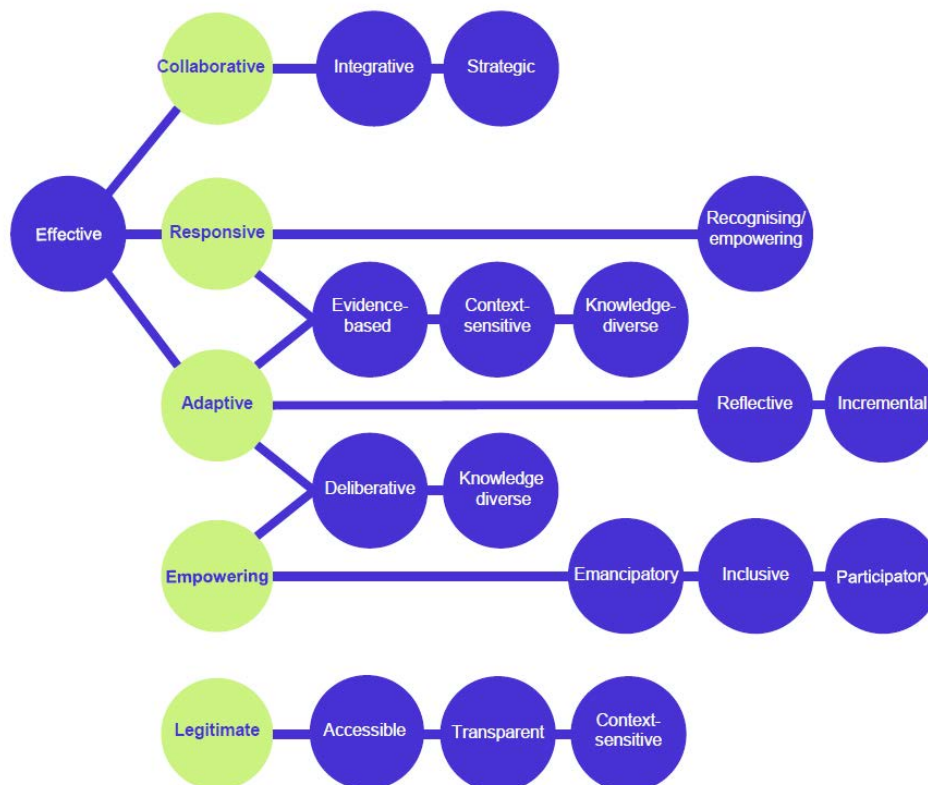 Collaborative
Integrative
Strategic
Effective
Responsive
Recognising/
empowering
Evidence-
based
Context-
sensitive
Knowledge-
diverse
Adaptive
Reflective
Incremental
Deliberative
Knowledge
diverse
Empowering
Emancipatory
Inclusive
Participatory
Legitimate
Accessible
Transparent
Context-
sensitive